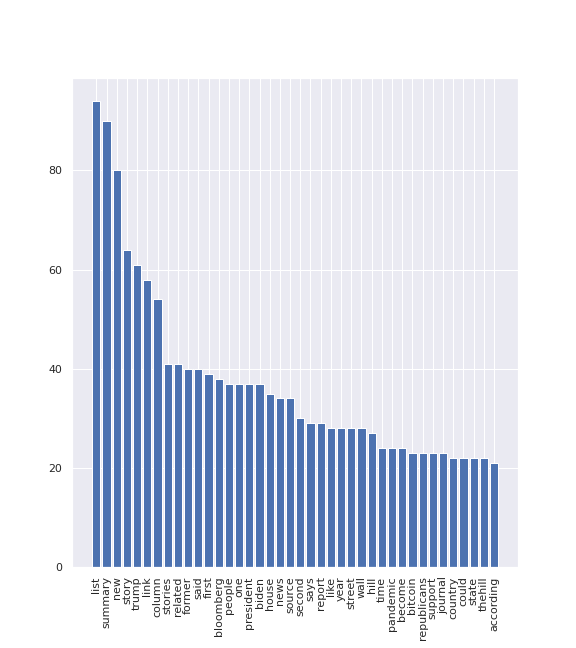 80
60
40
20
0
list
summary
new
story
trump
link
column
stories
related
former
said
first
bloomberg
people
one
president
biden
house
news
source
second
says
report
like
year
street
wall
hill
time
pandemic
become
bitcoin
republicans
support
journal
country
could
state
thehill
according